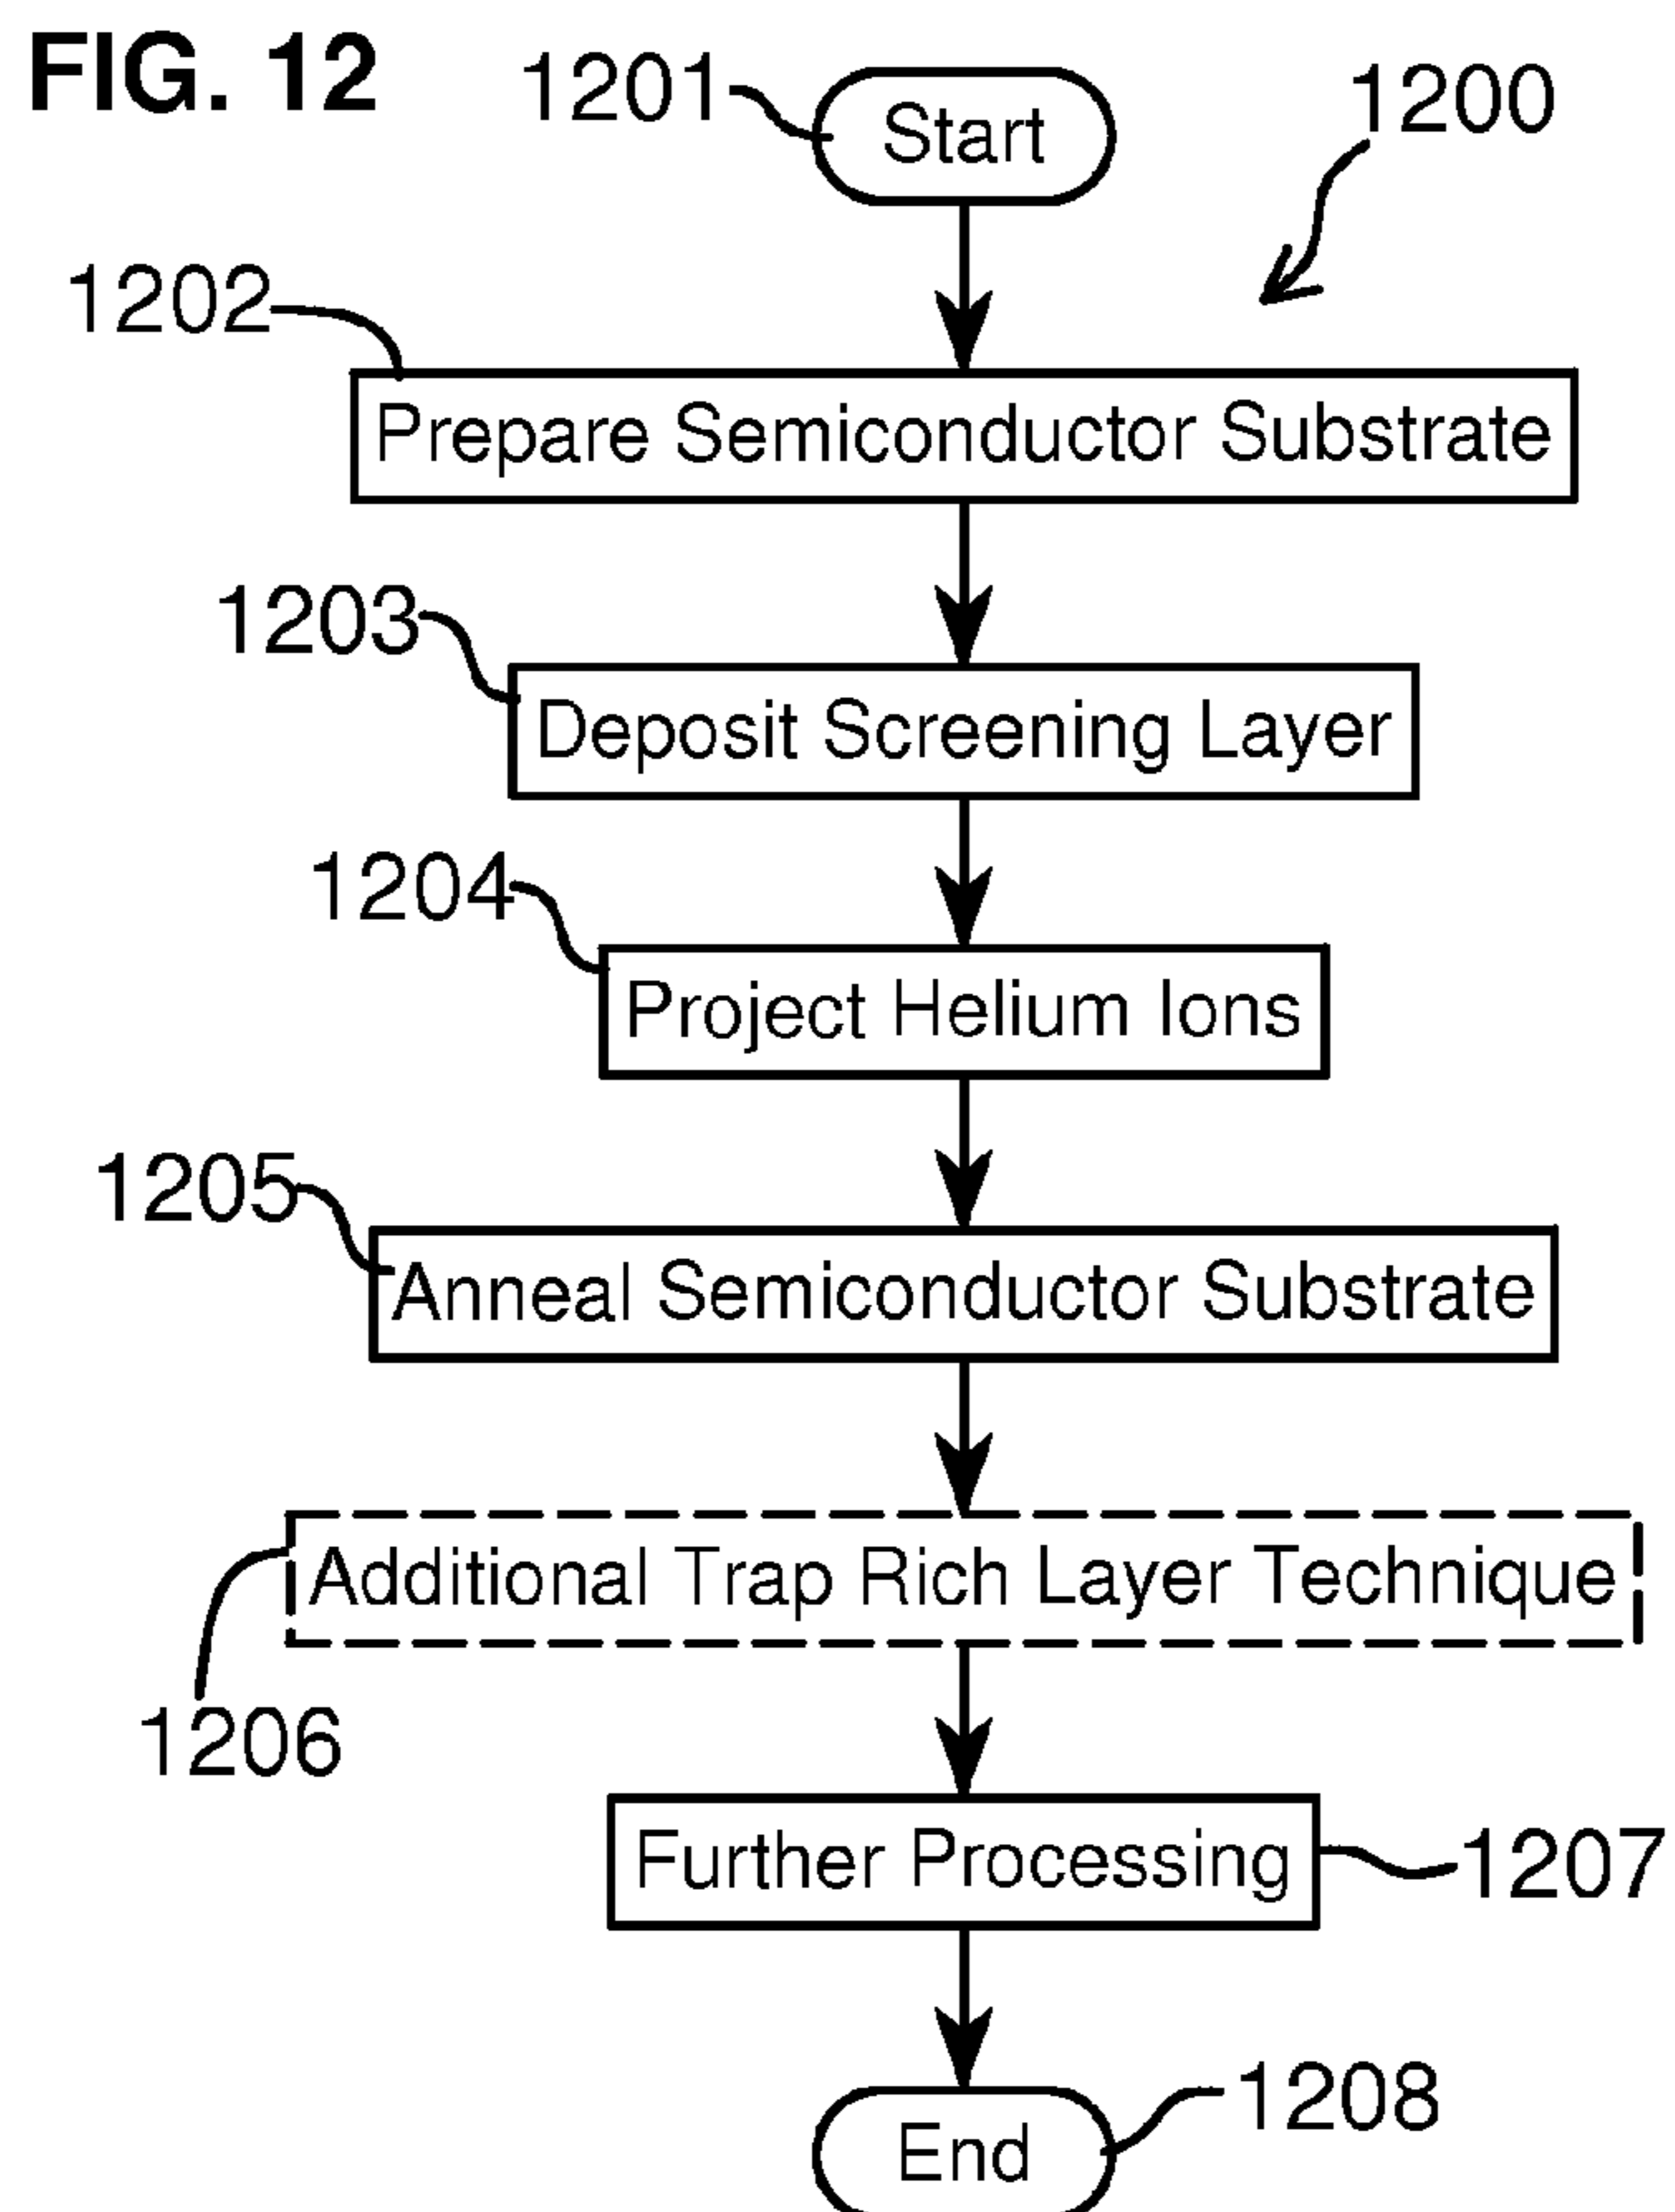 FIG. 12
1201
Start
1200
1202
Prepare Semiconductor Substrate
1203
Deposit Screening Layer
1204
Project Helium Ions
1205
Anneal Semiconductor Substrate
Additional Trap Rich Layer Technique
1206
Further Processing
1207
1208
End